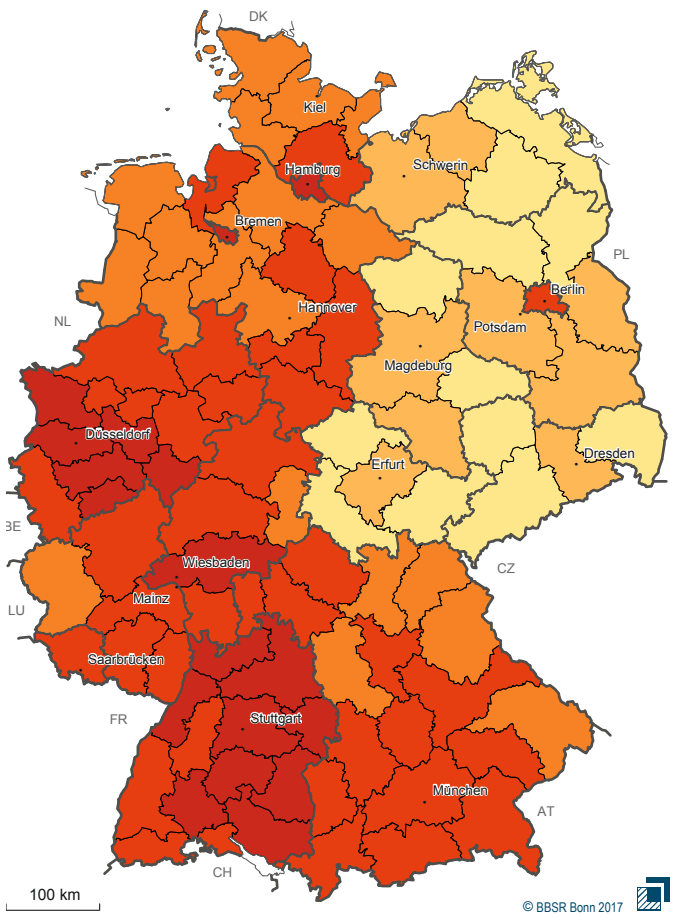 DK
Kiel
Schwerin
Hamburg
Bremen
PL
Berlin
Hannover
NL
Potsdam
Magdeburg
Düsseldorf
Dresden
Erfurt
BE
Wiesbaden
CZ
Mainz
LU
Saarbrücken
FR
Stuttgart
München
AT
CH
100 km
© BBSR Bonn 2017